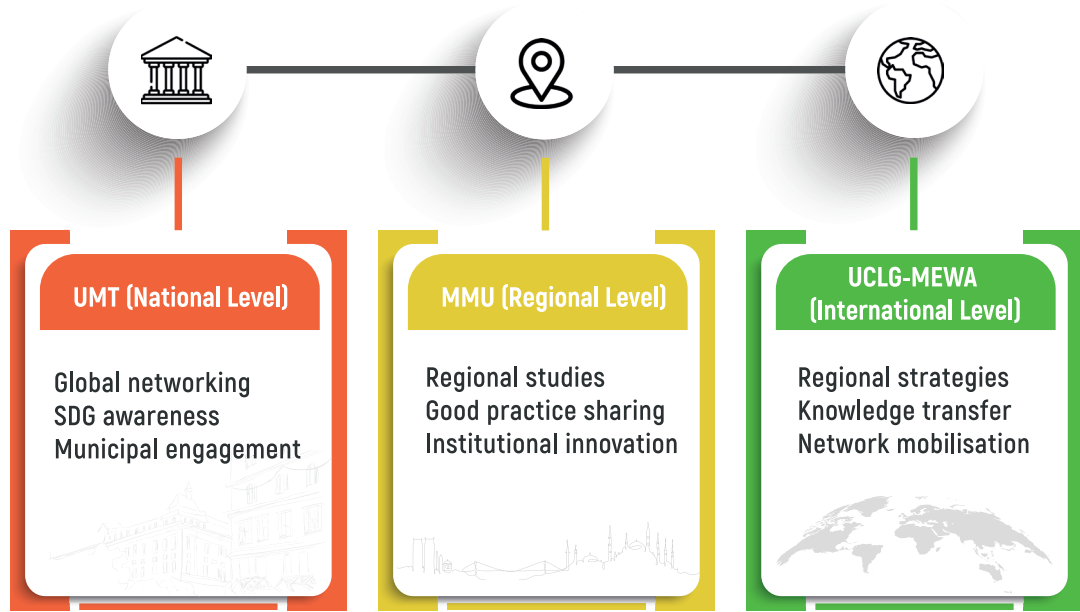 UMT (National Level)
Global networking
SDG awareness
Municipal engagement
MMU (Regional Level)
Regional studies
Good practice sharing
Institutional innovation
UCLG-MEWA
(International Level)
Regional strategies
Knowledge transfer
Network mobilisation